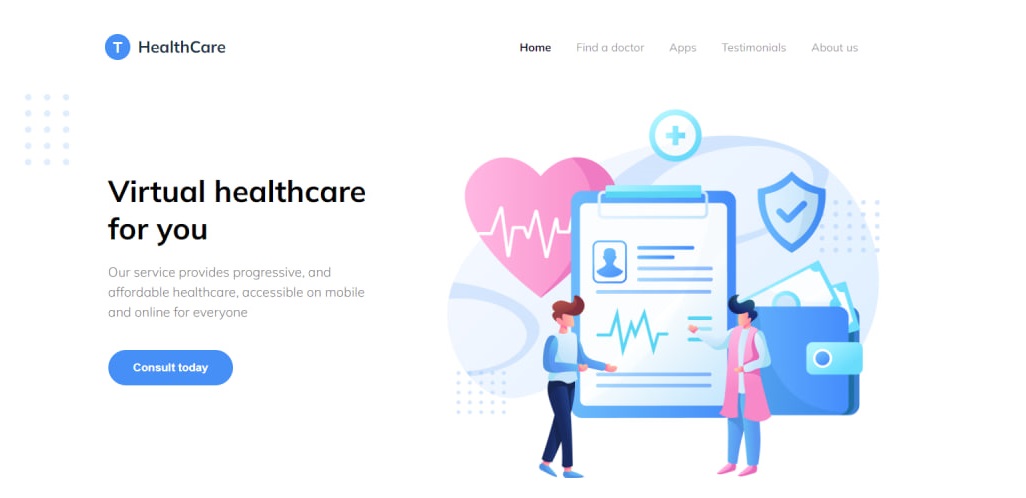 T HealthCare
Home Find a doctor Apps Testimonials About us
Virtual healthcare
for you
Our service provides progressive, and
affordable healthcare, accessible on mobile
and online for everyone
Consult today